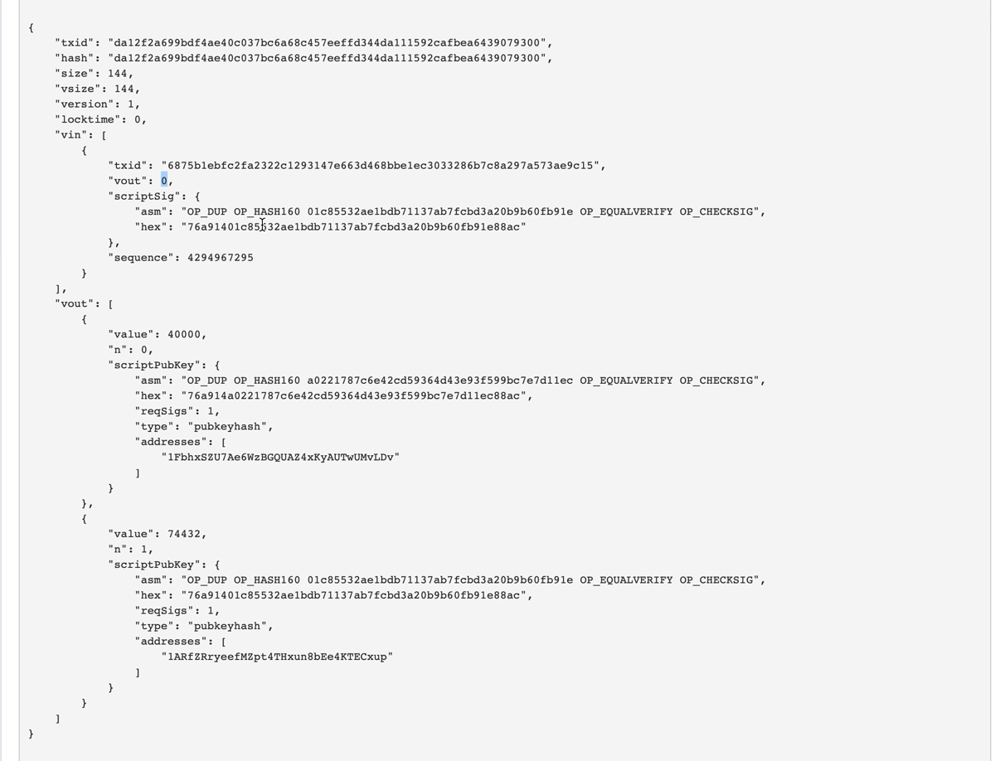 {
"txid": "da12f2a699bdf4ae40c037bc6a68c457eeffd344da111592cafbea6439079300",
"hash": "da12f2a699bdf4ae40c037bc6a68c457eeffd344da111592cafbea6439079300",
"size": 144,
"vsize": 144,
"version": 1,
"locktime": 0,
"vin": [
{
"txid": "6875b1ebfc2fa2322c1293147e663d468bbe1ec3033286b7c8a297a573ae9c15",
"vout": 0,
"scriptSig": {
"asm": "OP_DUP OP_HASH160 01c85532ae1bdb71137ab7fcbd3a20b9b60fb91e OP_EQUALVERIFY OP_CHECKSIG",
"hex": "76a91401c85532ae1bdb71137ab7fcbd3a20b9b60fb91e88ac"
},
"sequence": 4294967295
}
],
"vout": [
{
"value": 40000,
"n": 0,
"scriptPubKey": {
"asm": "OP_DUP OP_HASH160 a0221787c6e42cd59364d43e93f599bc7e7d11ec OP_EQUALVERIFY OP_CHECKSIG",
"hex": "76a914a0221787c6e42cd59364d43e93f599bc7e7d11ec88ac",
"reqSigs": 1,
"type": "pubkeyhash",
"addresses": [
"1FbhxSZU7Ae6WzBGQUAZ4xKyAUTwUMvLDv"
]
}
},
{
"value": 74432,
"n": 1,
"scriptPubKey": {
"asm": "OP_DUP OP_HASH160 01c85532ae1bdb71137ab7fcbd3a20b9b60fb91e OP_EQUALVERIFY OP_CHECKSIG",
"hex": "76a91401c85532ae1bdb71137ab7fcbd3a20b9b60fb91e88ac",
"reqSigs": 1,
"type": "pubkeyhash",
"addresses": [
"1ARfZRryeefMZpt4THxun8bEe4KTECxup"
]
}
}
]
}